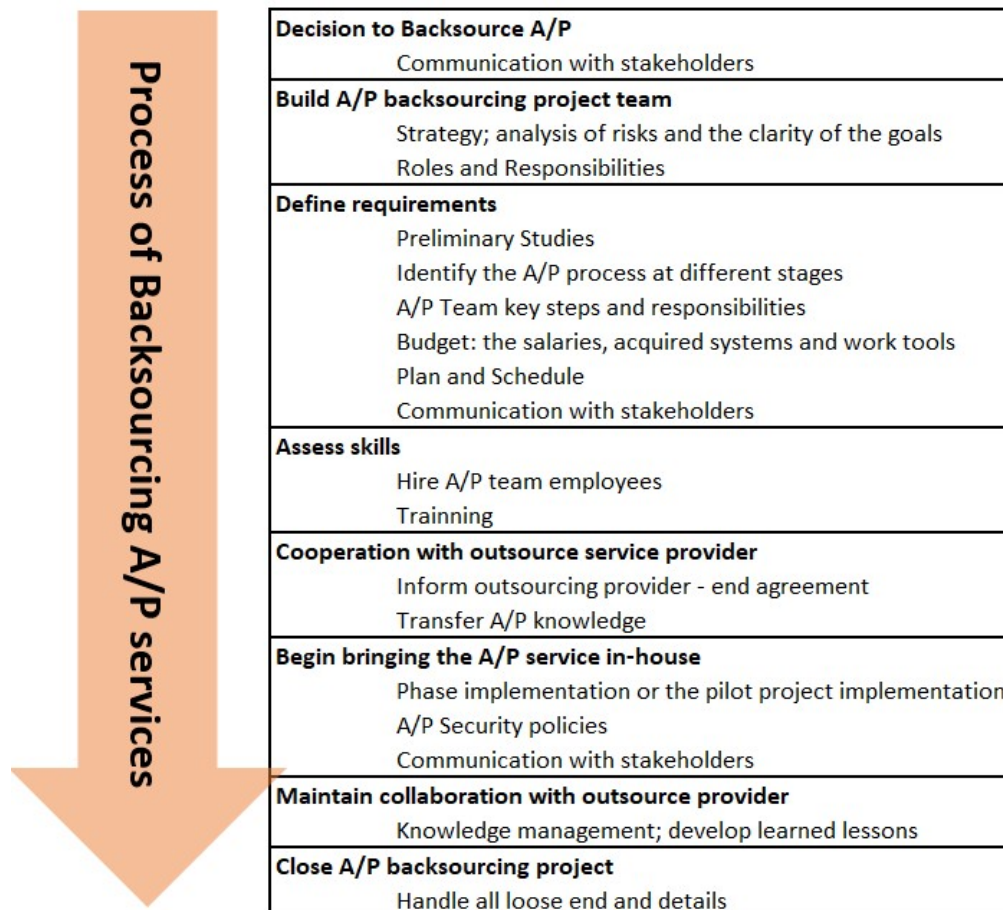 Process of Backsourcing A/P services
Decision to Backsource A/P
Communication with stakeholders
Build A/P backsourcing project team
Strategy; analysis of risks and the clarity of the goals
Roles and Responsibilities
Define requirements
Preliminary Studies
Identify the A/P process at different stages
A/P Team key steps and responsibilities
Budget: the salaries, acquired systems and work tools
Plan and Schedule
Communication with stakeholders
Assess skills
Hire A/P team employees
Trainning
Cooperation with outsource service provider
Inform outsourcing provider - end agreement
Transfer A/P knowledge
Begin bringing the A/P service in-house
Phase implementation or the pilot project implementation
A/P Security policies
Communication with stakeholders
Maintain collaboration with outsource provider
Knowledge management; develop learned lessons
Close A/P backsourcing project
Handle all loose end and details